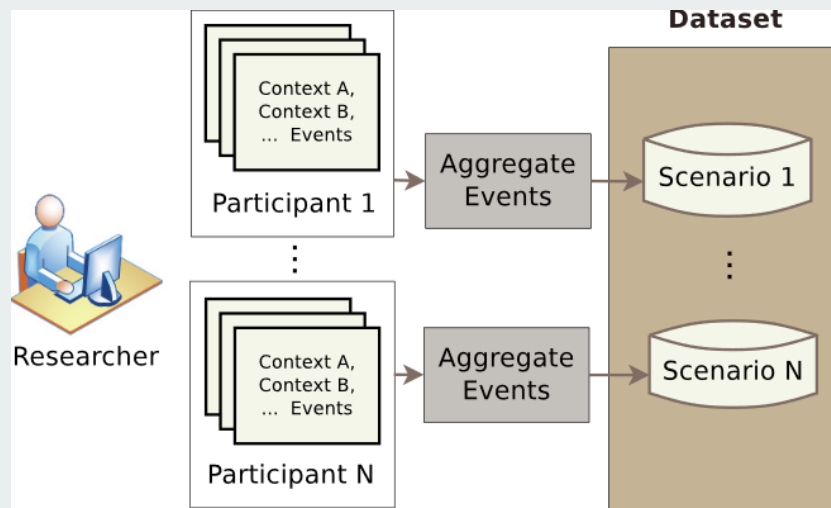 Dataset
Context A,
Context B,
... Events
Participant 1
Aggregate
Events
Scenario 1
⋮
⋮
Researcher
Context A,
Context B,
... Events
Participant N
Aggregate
Events
Scenario N